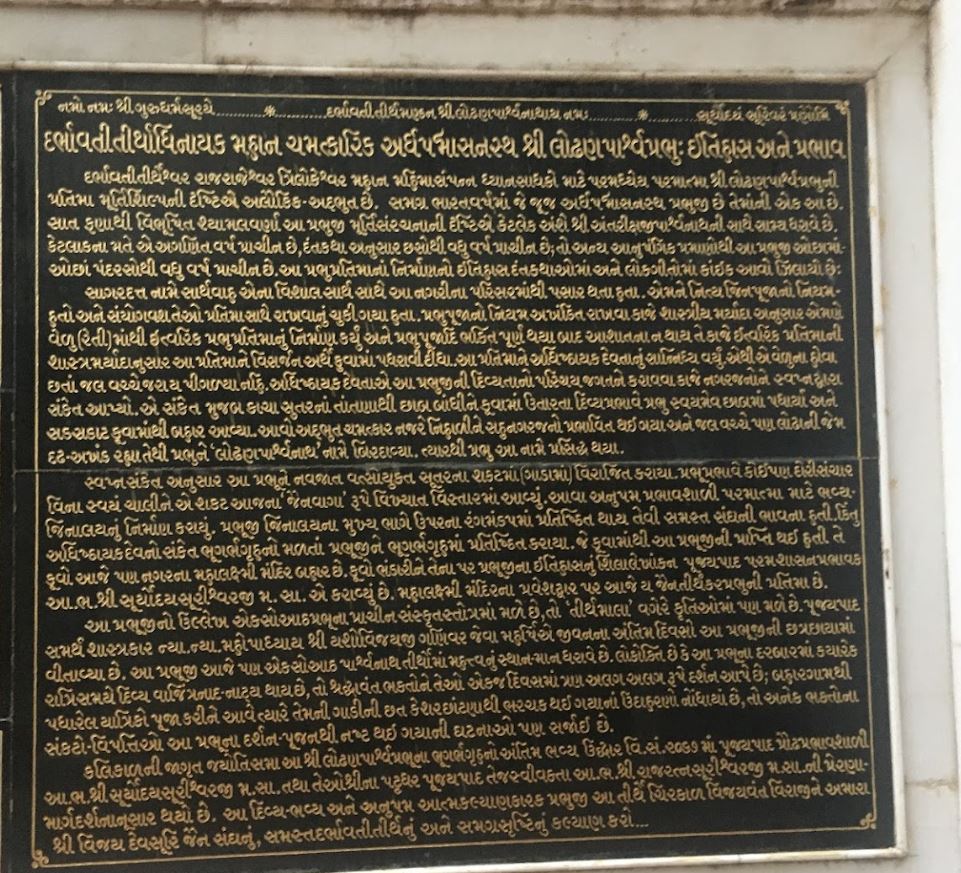 નમો નમઃ શ્રી ગુરુધર્મસૂરયે ..........*..........દર્ભાવતીતીર્થમાણ્ડન શ્રી લોઢણપાર્શ્વનાથાય નમઃ..........*..........સૂર્યોદયં સૂરિવરં પ્રણૌમિ
દર્ભાવતીતીર્થાધિનાયક મહાન ચમત્કારિક અર્ધપદ્માસનસ્થ શ્રી લોઢણપાર્શ્વપ્રભુઃ ઈતિહાસ અને પ્રભાવ
દર્ભાવતીતીર્થેશ્વર રાજરાજેશ્વર ત્રિલોકેશ્વર મહાન મહિમાસંપન્ન ધ્યાનસાધકો માટે પરમધ્યેય પરમાત્મા શ્રી લોઢણપાર્શ્વપ્રભુની
પ્રતિમા મૂર્તિશિલ્પની દૃષ્ટિએ અલૌકિક-અદ્ભુત છે. સમગ્ર ભારતવર્ષમાં જે જૂજ અર્ધપદ્માસનસ્થ પ્રભુજી છે તેમાંની એક આ છે.
સાત ફણાથી વિભૂષિત શ્યામલવર્ણા આ પ્રભુજી મૂર્તિસંરચનાની દૃષ્ટિએ કેટલેક અંશે શ્રી અંતરીક્ષજીપાર્શ્વનાથની સાથે સામ્ય ધરાવે છે.
કેટલાકના મતે એ અગણિત વર્ષ પ્રાચીન છે, દંતકથા અનુસાર છસોથી વધુ વર્ષ પ્રાચીન છે; તો અન્ય આનુષંગિક પ્રમાણોથી આ પ્રભુજી ઓછામાં-
ઓછાં પંદરસોથી વધુ વર્ષ પ્રાચીન છે. આ પ્રભુપ્રતિમાનો નિર્માણનો ઈતિહાસ દંતકથાઓમાં અને લોકગીતોમાં કાંઈક આવો ઝિલાયો છેઃ
સાગરદત્ત નામે સાર્થવાહ એના વિશાલ સાર્થ સાથે આ નગરીના પરિસરમાંથી પસાર થતા હતા. એમને નિત્ય જિનપૂજાનો નિયમ-
હતો અને સંયોગવશ તેઓ પ્રતિમા સાથે રાખવાનું ચુકી ગયા હતા. પ્રભુપૂજાનો નિયમ અખંડિત રાખવા કાજે શાસ્ત્રીય મર્યાદા અનુસાર એમણે
વેળુ(રેતી)માંથી ઈત્વરિક પ્રભુપ્રતિમાનું નિર્માણ કર્યું અને પ્રભુપૂજાદિ ભક્તિ પૂર્ણ થયા બાદ આશાતના ન થાય તે કાજે ઈત્વરિક પ્રતિમાની
શાસ્ત્રમર્યાદાનુસાર આ પ્રતિમાને વિસર્જન અર્થે કૂવામાં પધરાવી દીધા. આ પ્રતિમાને અધિષ્ઠાયક દેવતાનું સાન્નિધ્ય વર્યું. એથી એ વેળુના હોવા
છતાં જલ વચ્ચે જરાય પીગળ્યા નહિ. અધિષ્ઠાયક દેવતાએ આ પ્રભુજીની દિવ્યતાનો પરિચય જગતને કરાવવા કાજે નગરજનોને સ્વપ્નદ્વારા
સંકેત આપ્યો. એ સંકેત મુજબ કાચા સુતરના તાંતણાથી છાબ બાંધીને કૂવામાં ઉતારતા દિવ્યપ્રભાવે પ્રભુ સ્વયમેવ છાબમાં પધાર્યા અને
સડસડાટ કૂવામાંથી બહાર આવ્યા. આવો અદ્ભુત ચમત્કાર નજરે નિહાળીને સહુ નગરજનો પ્રભાવિત થઈ ગયા અને જલ વચ્ચે પણ લોઢાની જેમ
દૃઢ-અખંડ રહ્યા તેથી પ્રભુને 'લોઢણપાર્શ્વનાથ' નામે બિરદાવ્યા. ત્યારથી પ્રભુ આ નામે પ્રસિદ્ધ થયા.
સ્વપ્નસંકેત અનુસાર આ પ્રભુને નવજાત વત્સયુક્ત સુતરના શકટમાં(ગાડામાં) વિરાજિત કરાયા. પ્રભુપ્રભાવે કોઈપણ દોરીસંચાર
વિના સ્વયં ચાલીને એ શકટ આજના 'જૈનવાગા' રૂપે વિખ્યાત વિસ્તારમાં આવ્યું. આવા અનુપમ પ્રભાવશાળી પરમાત્મા માટે ભવ્ય-
જિનાલયનું નિર્માણ કરાયું. પ્રભુજી જિનાલયના મુખ્ય ભાગે ઉપરના રંગમંડપમાં પ્રતિષ્ઠિત થાય તેવી સમસ્ત સંઘની ભાવના હતી. કિંતુ
અધિષ્ઠાયકદેવનો સંકેત ભૂગર્ભગૃહનો મળતાં પ્રભુજીને ભૂગર્ભગૃહમાં પ્રતિષ્ઠિત કરાયા. જે કૂવામાંથી આ પ્રભુજીની પ્રાપ્તિ થઈ હતી તે
કૂવો આજે પણ નગરના મહાલક્ષ્મી મંદિર બહાર છે. કૂવો ભંડારીને તેના પર પ્રભુજીના ઈતિહાસનું શિલાલેખાંકન પૂજ્યપાદ પરમશાસનપ્રભાવક
આ.ભ.શ્રી સૂર્યોદયસૂરીશ્વરજી મ.સા. એ કરાવ્યું છે. મહાલક્ષ્મી મંદિરના પ્રવેશદ્વાર પર આજે ય જૈનતીર્થંકરપ્રભુની પ્રતિમા છે.
આ પ્રભુજીનો ઉલ્લેખ એકસોઆઠપ્રભુના પ્રાચીન સંસ્કૃતસ્તોત્રમાં મળે છે, તો 'તીર્થમાલા' વગેરે કૃતિઓમાં પણ મળે છે. પૂજ્યપાદ
સમર્થ શાસ્ત્રકાર ન્યા.ન્યા. મહોપાધ્યાય શ્રી યશોવિજયજી ગણિવર જેવા મહર્ષિએ જીવનના અંતિમ દિવસો આ પ્રભુજીની છત્રછાયામાં
વીતાવ્યા છે. આ પ્રભુજી આજે પણ એકસોઆઠ પાર્શ્વનાથ તીર્થોમાં મહત્ત્વનું સ્થાન-માન ધરાવે છે. લોકોક્તિ છે કે આ પ્રભુના દરબારમાં ક્યારેક
રાત્રિસમયે દિવ્ય વાજિંત્રનાદ-નાટ્ય થાય છે, તો શ્રદ્ધાવંત ભક્તોને તેઓ એકજ દિવસમાં ત્રણ અલગ અલગ રૂપે દર્શન આપે છે; બહારગામથી
પધારેલ યાત્રિકો પૂજા કરીને આવે ત્યારે તેમની ગાડીની છત કેશરછાંટણાથી ભરચક થઈ ગયાનાં ઉદાહરણો નોંધાયાં છે, તો અનેક ભક્તોના
સંકટો-વિપત્તિઓ આ પ્રભુના દર્શન-પૂજનથી નષ્ટ થઈ ગયાની ઘટનાઓ પણ સર્જાઈ છે.
કલિકાળની જાગૃત જ્યોતિસમા આ શ્રી લોઢણપાર્શ્વપ્રભુના ભૂગર્ભગૃહનો અંતિમ ભવ્ય જિર્ણોદ્ધાર વિ.સં.૨૦૬૭ માં પૂજ્યપાદ પ્રૌઢપ્રભાવશાળી
આ.ભ.શ્રી સૂર્યોદયસૂરીશ્વરજી મ.સા. તથા તેઓશ્રીના પટ્ટધર પૂજ્યપાદ તેજસ્વીવક્તા આ.ભ.શ્રી રાજરત્નસૂરીશ્વરજી મ.સા.ની પ્રેરણા-
માર્ગદર્શનાનુસાર થયો છે. આ દિવ્ય-ભવ્ય અને અનુપમ આત્મકલ્યાણકારક પ્રભુજી આ તીર્થે ચિરકાળ વિજયવંત વિરાજીને અમારા
શ્રી વિજય દેવસૂરિ જૈન સંઘનું, સમસ્ત દર્ભાવતીતીર્થનું અને સમગ્રસૃષ્ટિનું કલ્યાણ કરો...